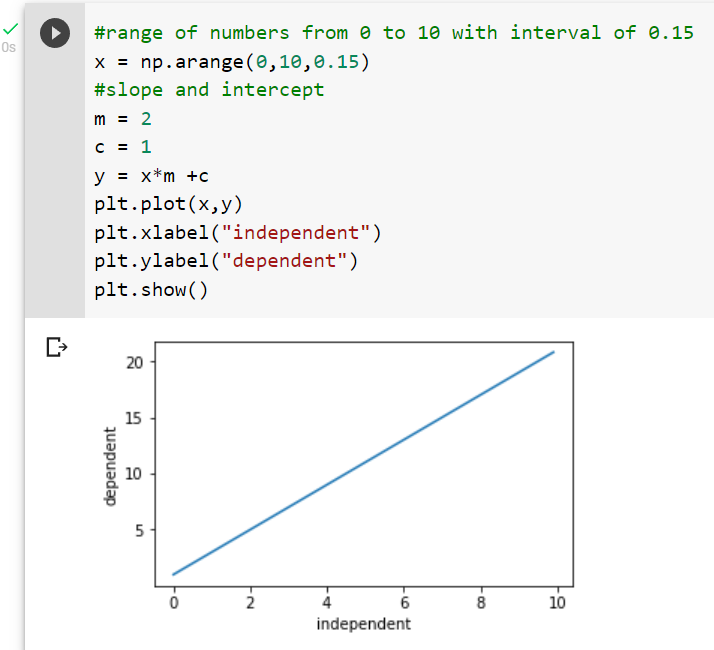 #range of numbers from 0 to 10 with interval of 0.15
0s
x = np.arange(0,10,0.15)
#slope and intercept
m = 2
c = 1
y = x*m +c
plt.plot(x,y)
plt.xlabel("independent")
plt.ylabel("dependent")
plt.show()
20
15
10
5
dependent
0 2 4 6 8 10
independent